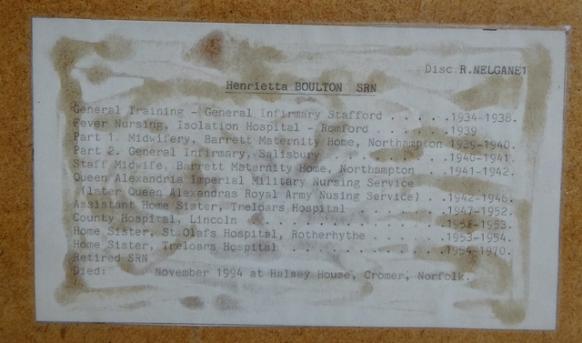 Disc R.NELGANE1
Henrietta BOULTON SRN
General Training - General Infirmary Stafford . . . . . .1934-1938.
Fever Nursing, Isolation Hospital - Romford . . . . . . .1939
Part 1. Midwifery, Barrett Maternity Home, Northampton 1939-1940.
Part 2. General Infirmary, Salisbury . . . . . . . . . .1940-1941.
Staff Midwife, Barrett Maternity Home, Northampton . . .1941-1942.
Queen Alexandria Imperial Military Nursing Service
(later Queen Alexandras Royal Army Nusing Service) . .1942-1946.
Assistant Home Sister, Treloars Hospital . . . . . . . .1947-1952.
County Hospital, Lincoln . . . . . . . . . . . . . . . .1952-1953.
Home Sister, St.Olafs Hospital, Rotherhythe . . . . . . .1953-1954.
Home Sister, Treloars Hospital . . . . . . . . . . . . .1954-1970.
Retired SRN
Died: November 1994 at Halsey House, Cromer, Norfolk.